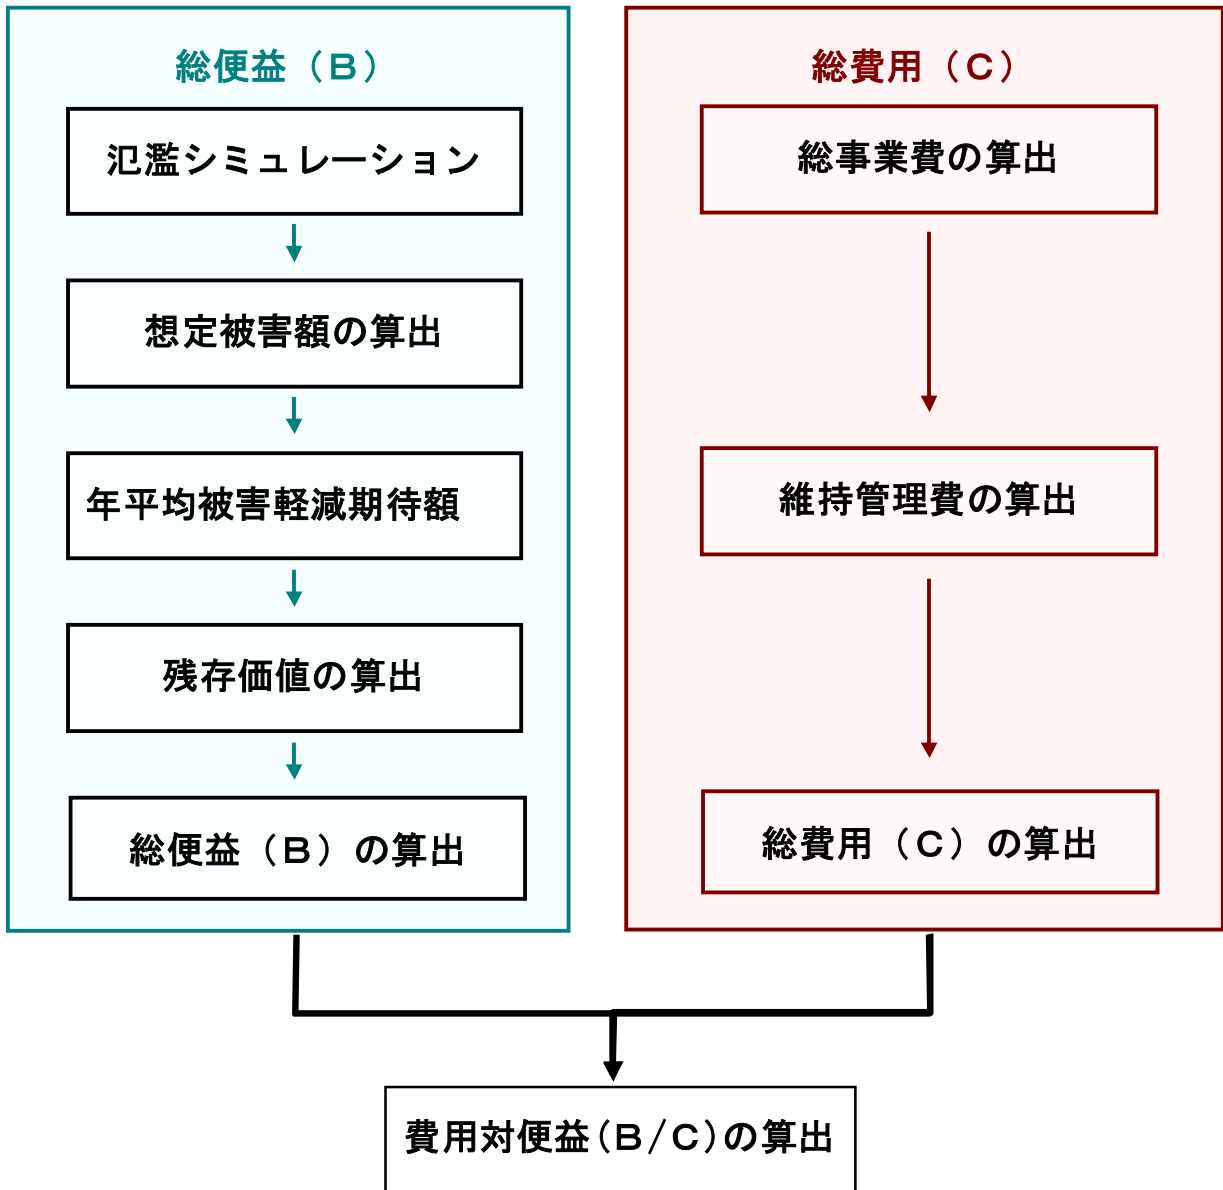 総便益（Ｂ）
氾濫シミュレーション
想定被害額の算出
年平均被害軽減期待額
残存価値の算出
総便益（Ｂ）の算出
総費用（Ｃ）
総事業費の算出
維持管理費の算出
総費用（Ｃ）の算出
費用対便益(Ｂ/Ｃ)の算出